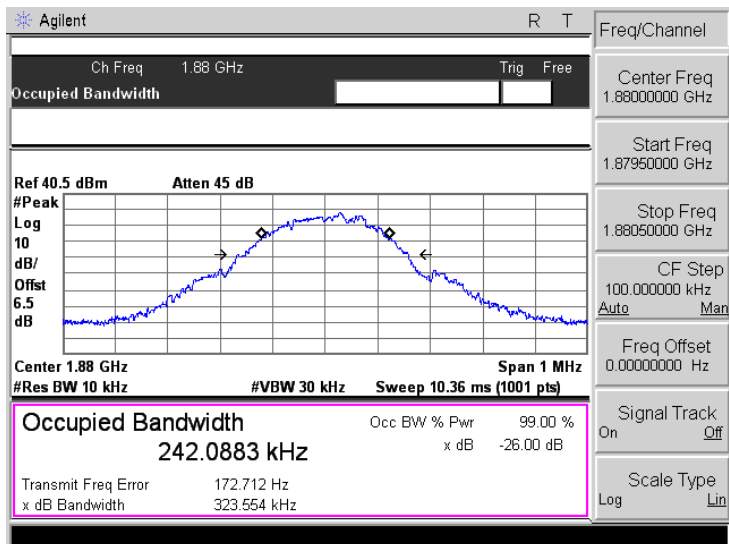 Agilent R T
Ch Freq 1.88 GHz Trig Free
Occupied Bandwidth
Ref 40.5 dBm Atten 45 dB
#Peak
Log
10
dB/
Offst
6.5
dB
Center 1.88 GHz Span 1 MHz
#Res BW 10 kHz #VBW 30 kHz Sweep 10.36 ms (1001 pts)
Occupied Bandwidth Occ BW % Pwr 99.00 %
242.0883 kHz x dB -26.00 dB
Transmit Freq Error 172.712 Hz
x dB Bandwidth 323.554 kHz
Freq/Channel
Center Freq
1.88000000 GHz
Start Freq
1.87950000 GHz
Stop Freq
1.88050000 GHz
CF Step
100.000000 kHz
Auto Man
Freq Offset
0.00000000 Hz
Signal Track
On Off
Scale Type
Log Lin